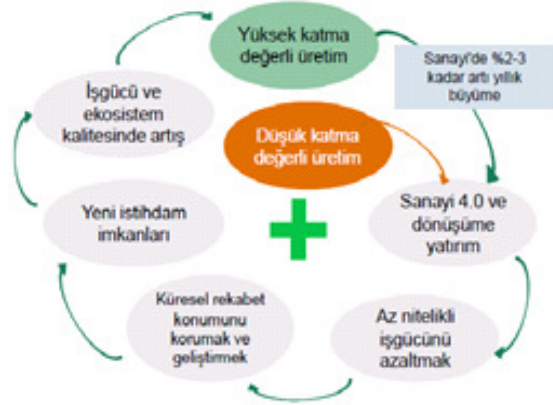 Yüksek katma
değerli üretim
Sanayi'de %2-3
kadar artı yıllık
büyüme
İşgücü ve
ekosistem
kalitesinde artış
Düşük katma
değerli üretim
Yeni istihdam
imkanları
Sanayi 4.0 ve
dönüşüme
yatırım
Küresel rekabet
konumunu
korumak ve
geliştirmek
Az nitelikli
işgücünü
azaltmak